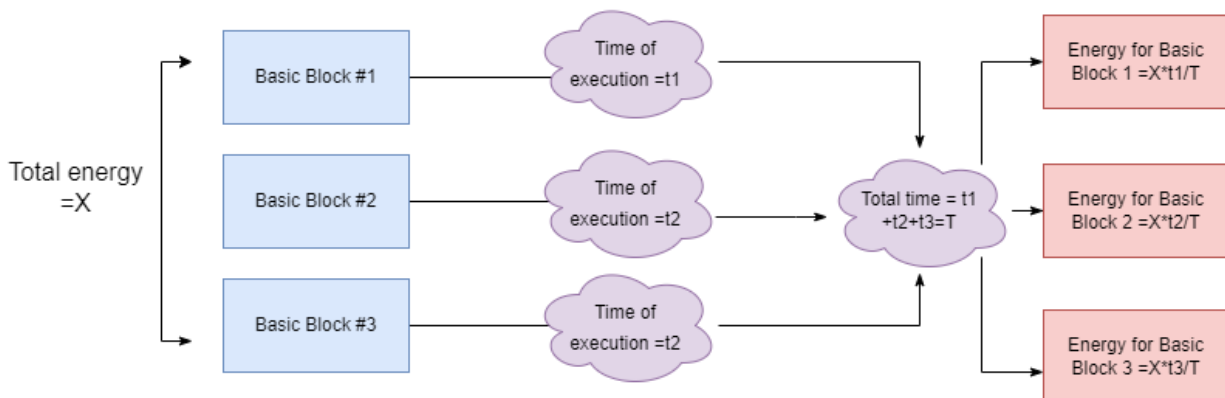 Total energy
=X
Basic Block #1
Time of
execution =t1
Basic Block #2
Time of
execution =t2
Basic Block #3
Time of
execution =t2
Total time = t1
+t2+t3=T
Energy for Basic
Block 1 =X*t1/T
Energy for Basic
Block 2 =X*t2/T
Energy for Basic
Block 3 =X*t3/T